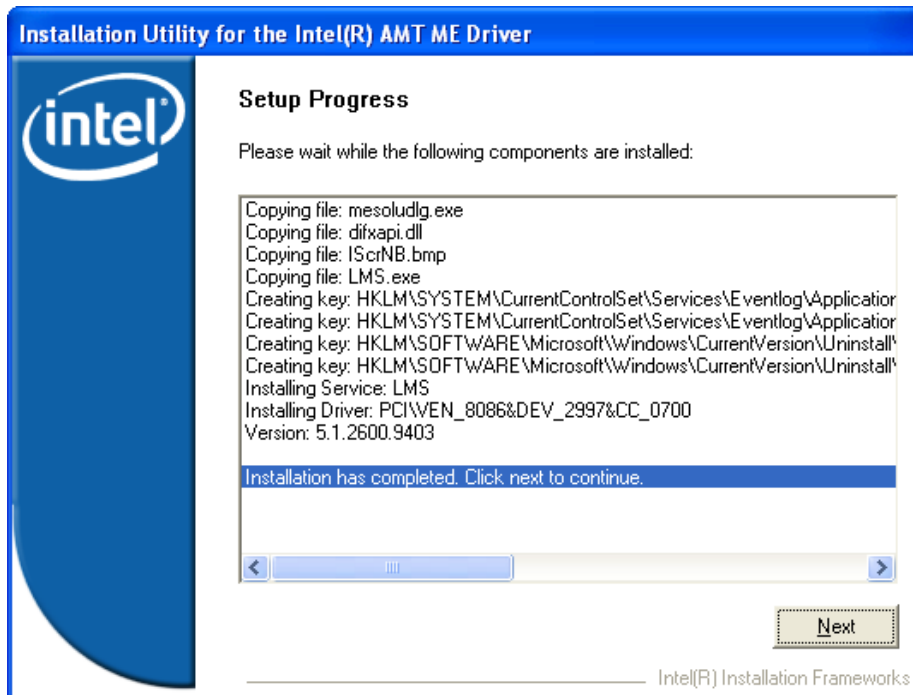 Installation Utility for the Intel(R) AMT ME Driver
intel
Setup Progress
Please wait while the following components are installed:
Copying file: mesoludlg.exe
Copying file: difxapi.dll
Copying file: IScrNB.bmp
Copying file: LMS.exe
Creating key: HKLM\SYSTEM\CurrentControlSet\Services\Eventlog\Application
Creating key: HKLM\SYSTEM\CurrentControlSet\Services\Eventlog\Application
Creating key: HKLM\SOFTWARE\Microsoft\Windows\CurrentVersion\Uninstall\
Creating key: HKLM\SOFTWARE\Microsoft\Windows\CurrentVersion\Uninstall\
Installing Service: LMS
Installing Driver: PCI\VEN_8086&DEV_2997&CC_0700
Version: 5.1.2600.9403
Installation has completed. Click next to continue.
Next
Intel(R) Installation Frameworks